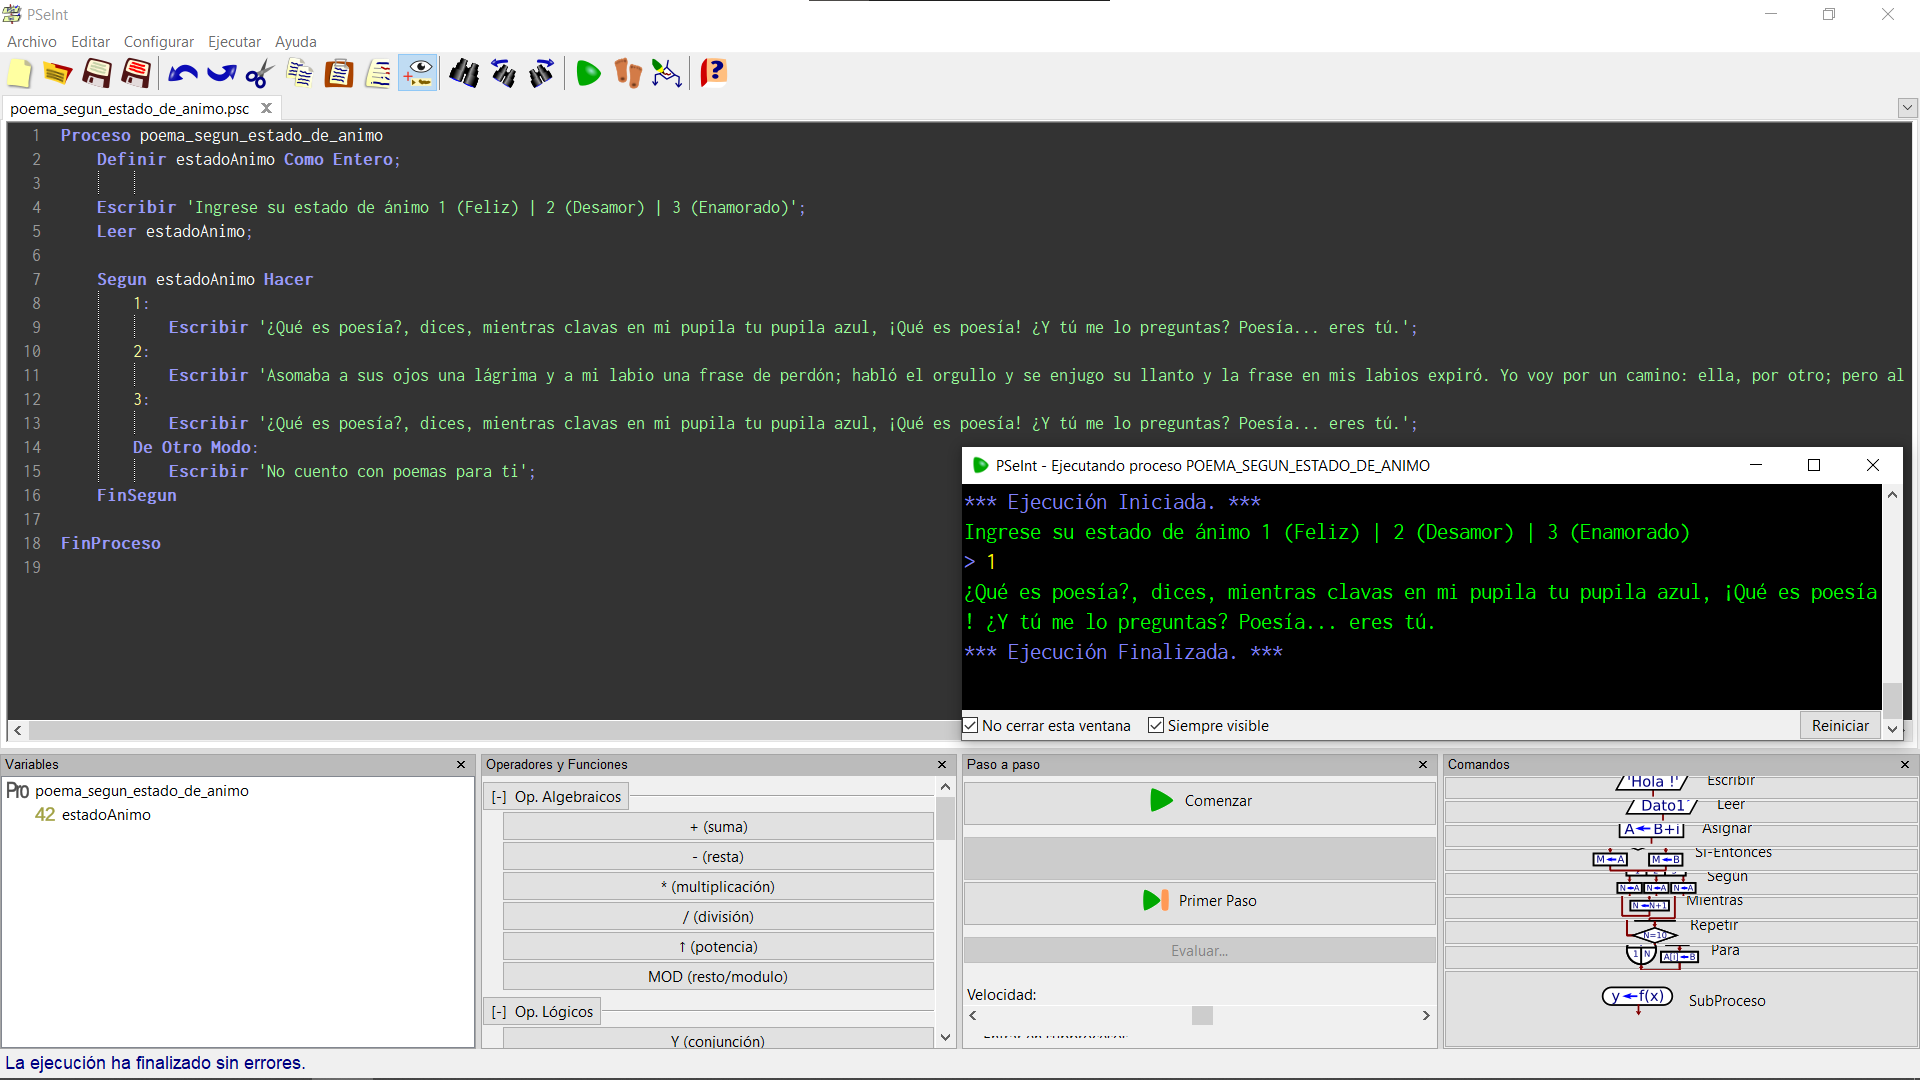 PSeInt
Archivo Editar Configurar Ejecutar Ayuda
poema_segun_estado_de_animo.psc
1 Proceso poema_segun_estado_de_animo
2 Definir estadoAnimo Como Entero;
3
4 Escribir 'Ingrese su estado de ánimo 1 (Feliz) | 2 (Desamor) | 3 (Enamorado)';
5 Leer estadoAnimo;
6
7 Segun estadoAnimo Hacer
8 1:
9 Escribir '¿Qué es poesía?, dices, mientras clavas en mi pupila tu pupila azul, ¡Qué es poesía! ¿Y tú me lo preguntas? Poesía... eres tú.';
10 2:
11 Escribir 'Asomaba a sus ojos una lágrima y a mi labio una frase de perdón; habló el orgullo y se enjugo su llanto y la frase en mis labios expiró. Yo voy por un camino: ella, por otro; pero al
12 3:
13 Escribir '¿Qué es poesía?, dices, mientras clavas en mi pupila tu pupila azul, ¡Qué es poesía! ¿Y tú me lo preguntas? Poesía... eres tú.';
14 De Otro Modo:
15 Escribir 'No cuento con poemas para ti';
16 FinSegun
17
18 FinProceso
19
PSeInt - Ejecutando proceso POEMA_SEGUN_ESTADO_DE_ANIMO
*** Ejecución Iniciada. ***
Ingrese su estado de ánimo 1 (Feliz) | 2 (Desamor) | 3 (Enamorado)
> 1
¿Qué es poesía?, dices, mientras clavas en mi pupila tu pupila azul, ¡Qué es poesía
! ¿Y tú me lo preguntas? Poesía... eres tú.
*** Ejecución Finalizada. ***
No cerrar esta ventana
Siempre visible
Reiniciar
Variables
Pro poema_segun_estado_de_animo
42 estadoAnimo
Operadores y Funciones
[-] Op. Algebraicos
+ (suma)
- (resta)
* (multiplicación)
/ (división)
↑ (potencia)
MOD (resto/modulo)
[-] Op. Lógicos
Y (conjunción)
Paso a paso
Comenzar
Primer Paso
Evaluar...
Velocidad:
Comandos
'Hola !' Escribir
Dato1 Leer
A←B+i Asignar
M←A M←B Si-Entonces
N←A N←A N←A Segun
N←N+1 Mientras
N=10 Repetir
1 N A[i]←B Para
y←f(x) SubProceso
La ejecución ha finalizado sin errores.